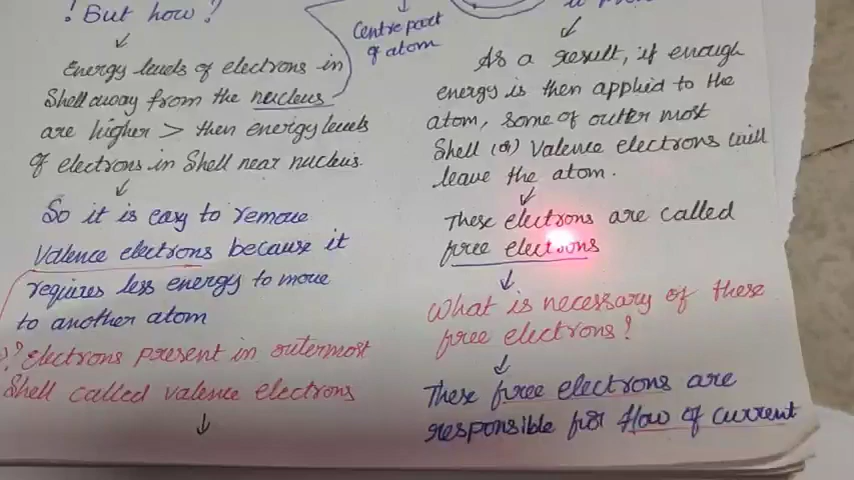 ! But how?
Centre part
of atom
Energy levels of electrons in
Shell away from the nucleus
are higher > then energy levels
of electrons in Shell near nucleus.
So it is easy to remove
Valence electrons because it
requires less energy to move
to another atom
?? Electrons present in outermost
Shell called valence electrons
As a result, if enough
energy is then applied to the
atom, some of outer most
Shell (or) Valence electrons will
leave the atom.
These electrons are called
free electrons
What is necessary of these
free electrons?
These free electrons are
responsible for flow of current